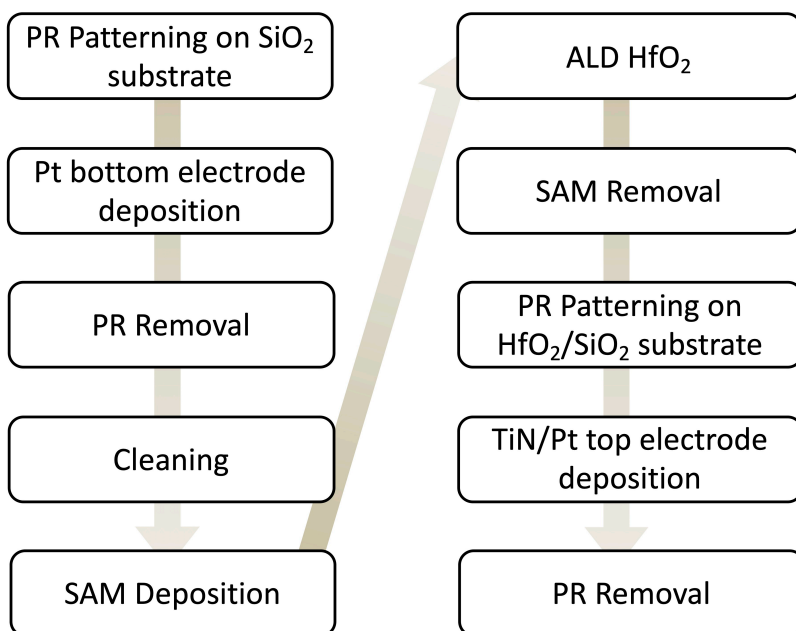 PR Patterning on SiO₂
substrate
Pt bottom electrode
deposition
PR Removal
Cleaning
SAM Deposition
ALD HfO₂
SAM Removal
PR Patterning on
HfO₂/SiO₂ substrate
TiN/Pt top electrode
deposition
PR Removal